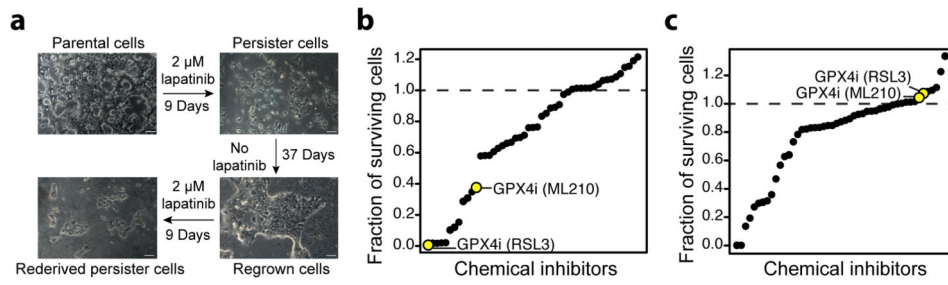 a
Parental cells
2 µM
lapatinib
9 Days
Persister cells
No
lapatinib
37 Days
2 µM
lapatinib
9 Days
Rederived persister cells
Regrown cells
b
Fraction of surviving cells
1.2
1.0
0.8
0.6
0.4
0.2
0.0
GPX4i (ML210)
GPX4i (RSL3)
Chemical inhibitors
c
Fraction of surviving cells
1.2
1.0
0.8
0.6
0.4
0.2
0.0
GPX4i (RSL3)
GPX4i (ML210)
Chemical inhibitors